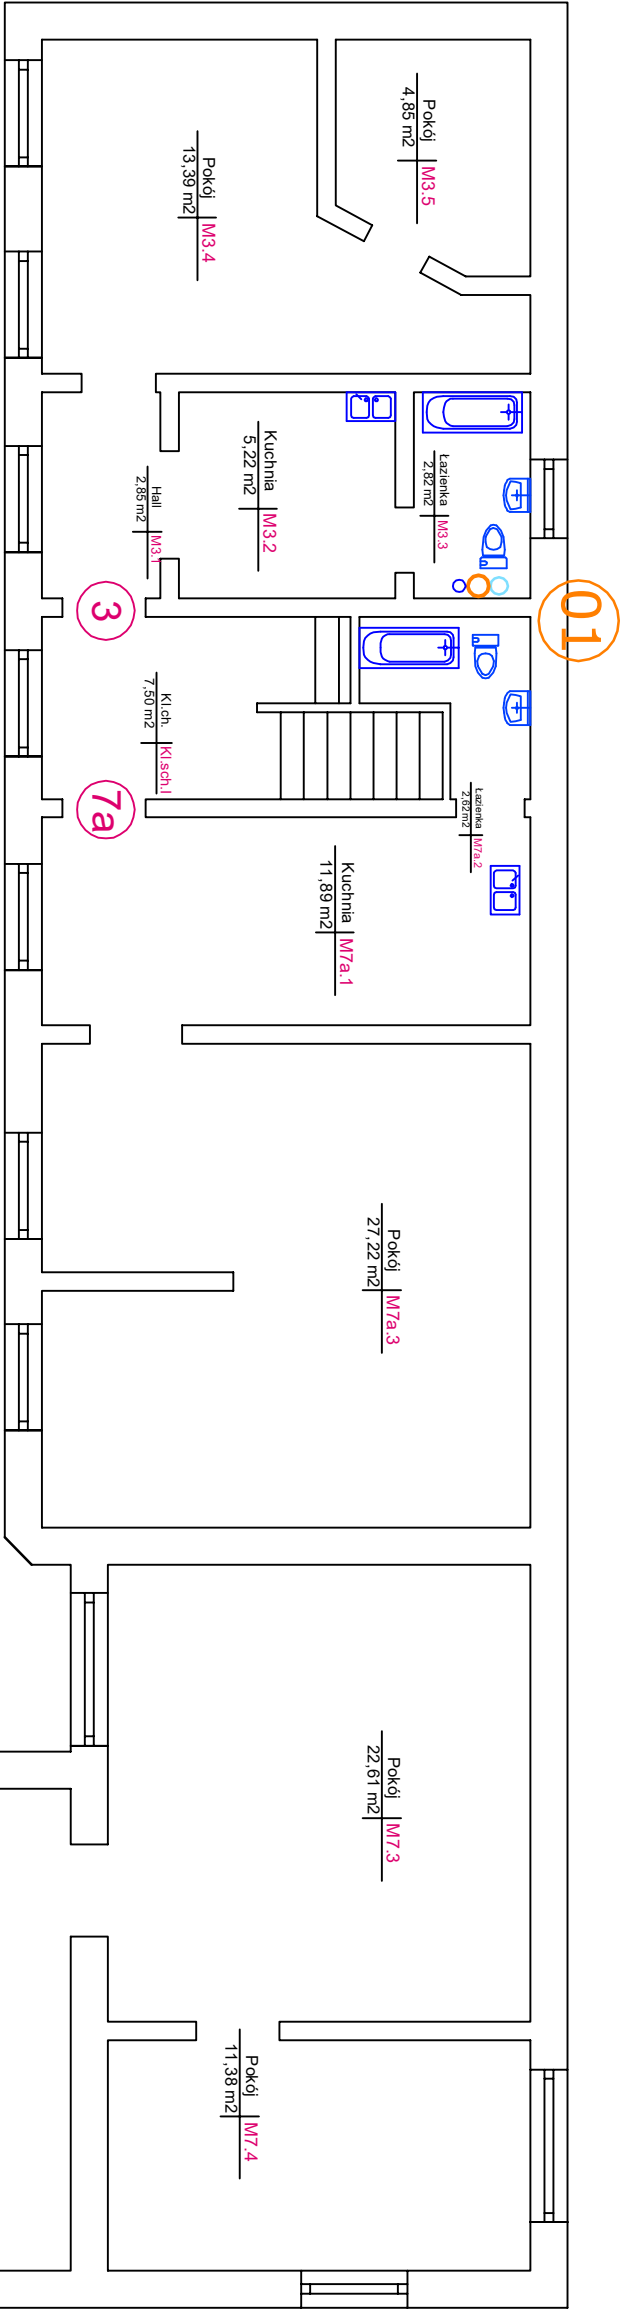 Pokój
4,85 m2
M3.5
Pokój
13,39 m2
M3.4
Łazienka
2,82 m2
M3.3
Kuchnia
5,22 m2
M3.2
Hall
2,85 m2
M3.1
01
3
Kl.ch.
7,50 m2
Kl.sch.I
7a
Łazienka
2,62 m2
M7a.2
Kuchnia
11,89 m2
M7a.1
Pokój
27,22 m2
M7a.3
Pokój
22,61 m2
M7.3
Pokój
11,38 m2
M7.4